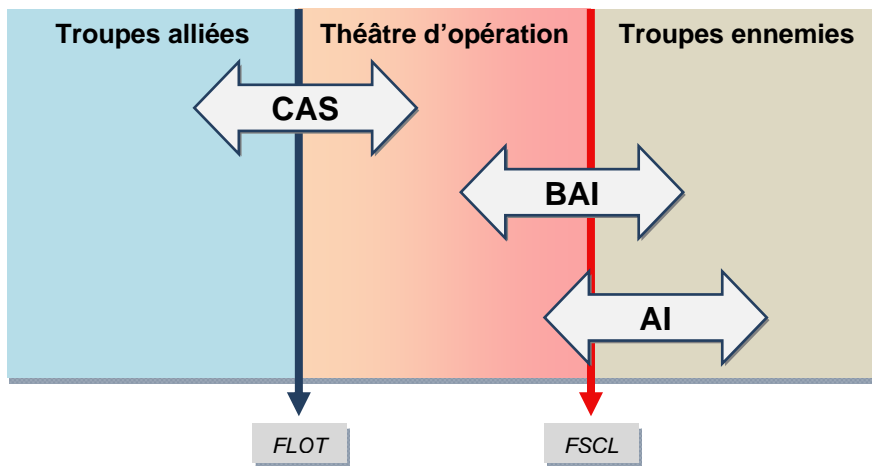 Troupes alliées
Théâtre d'opération
Troupes ennemies
CAS
BAI
AI
FLOT
FSCL